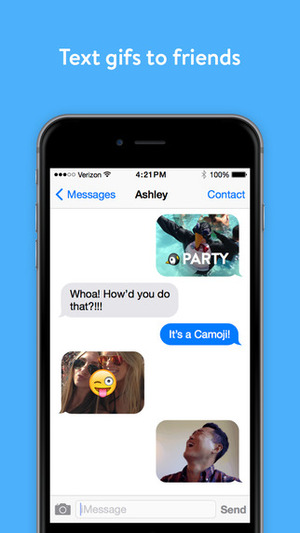 Text gifs to friends
Verizon 4:21PM 100%
Messages Ashley Contact
PARTY
Whoa! How'd you do
that?!!!
It's a Camoji!
iMessage Send